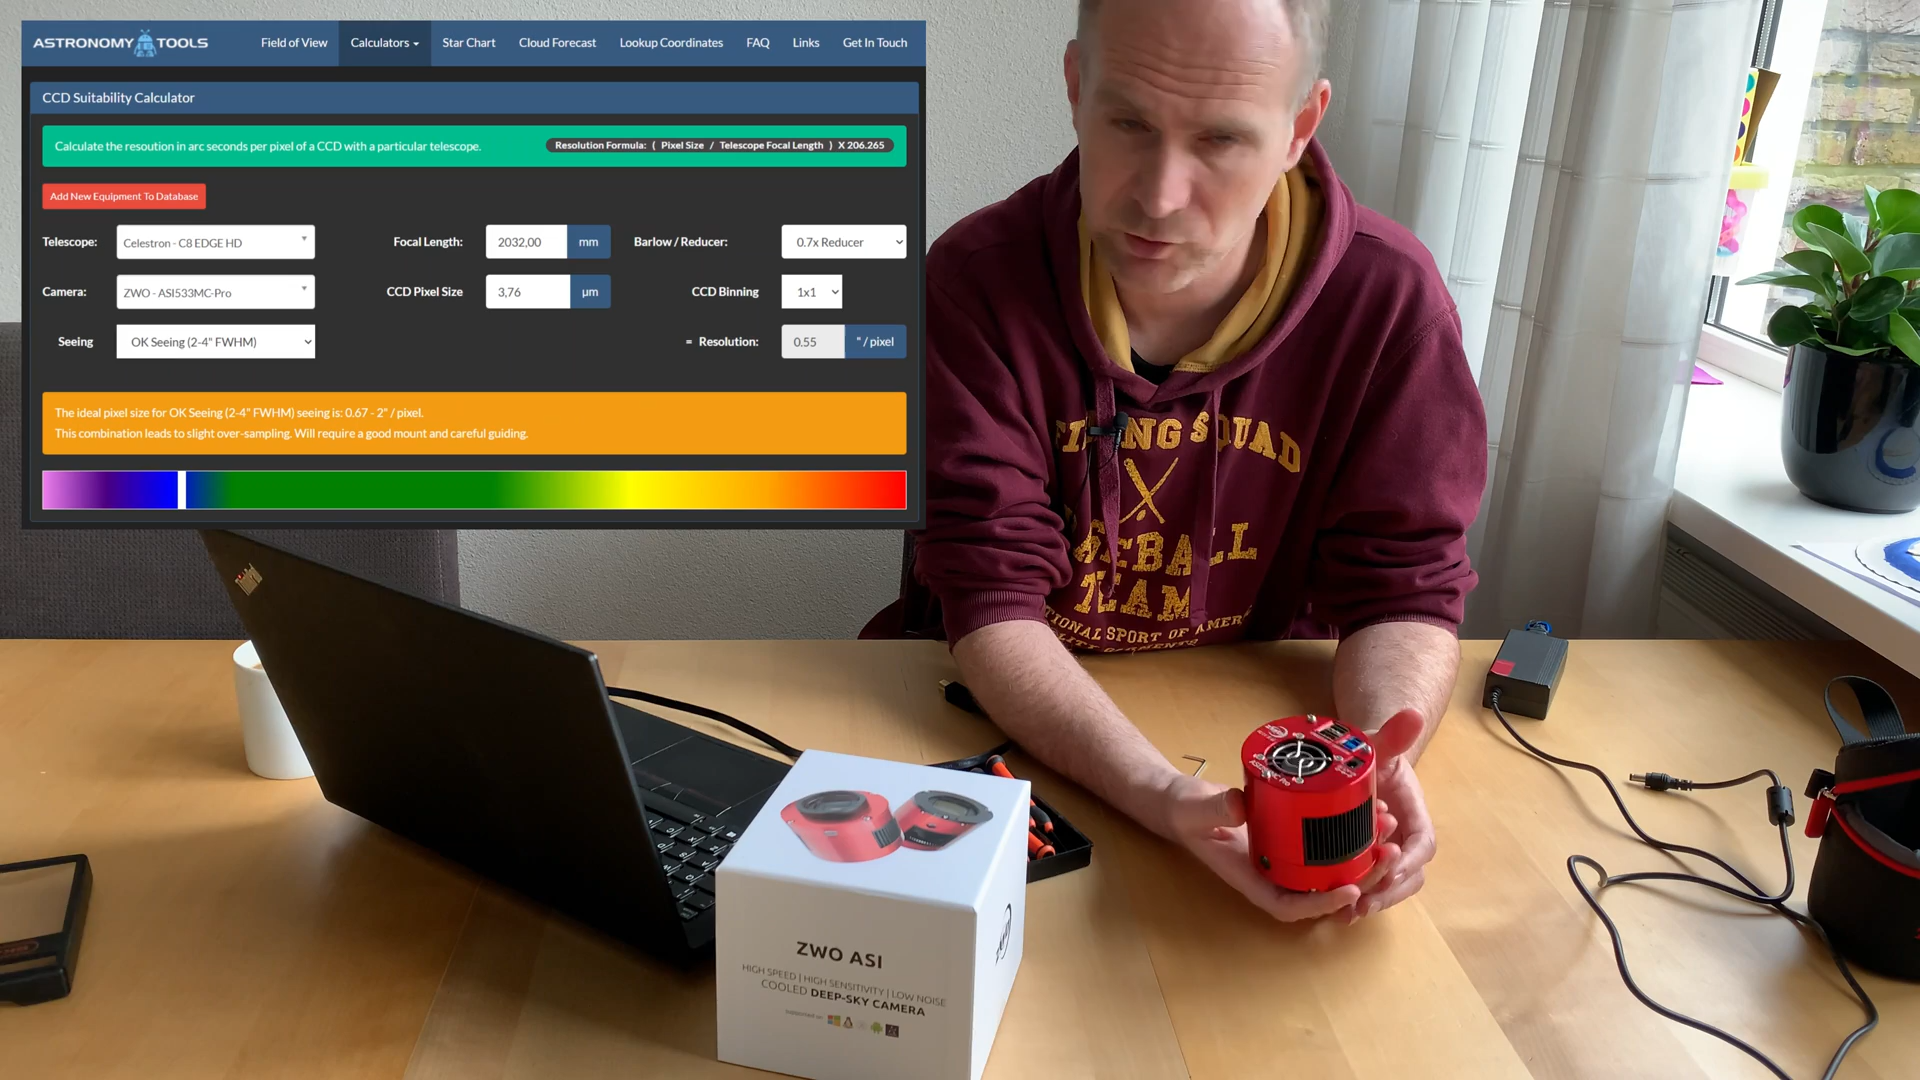 ASTRONOMY TOOLS
Field of View
Calculators
Star Chart
Cloud Forecast
Lookup Coordinates
FAQ
Links
Get In Touch
CCD Suitability Calculator
Calculate the resoution in arc seconds per pixel of a CCD with a particular telescope.
Resolution Formula: ( Pixel Size / Telescope Focal Length ) X 206.265
Add New Equipment To Database
Telescope: Celestron - C8 EDGE HD
Focal Length: 2032,00 mm
Barlow / Reducer: 0.7x Reducer
Camera: ZWO - ASI533MC-Pro
CCD Pixel Size 3,76 µm
CCD Binning 1x1
Seeing OK Seeing (2-4" FWHM)
= Resolution: 0.55 " / pixel
The ideal pixel size for OK Seeing (2-4" FWHM) seeing is: 0.67 - 2" / pixel.
This combination leads to slight over-sampling. Will require a good mount and careful guiding.
SQUAD
TEAM
SPORT OF AMER
ZWO ASI
HIGH SPEED | HIGH SENSITIVITY | LOW NOISE
COOLED DEEP-SKY CAMERA